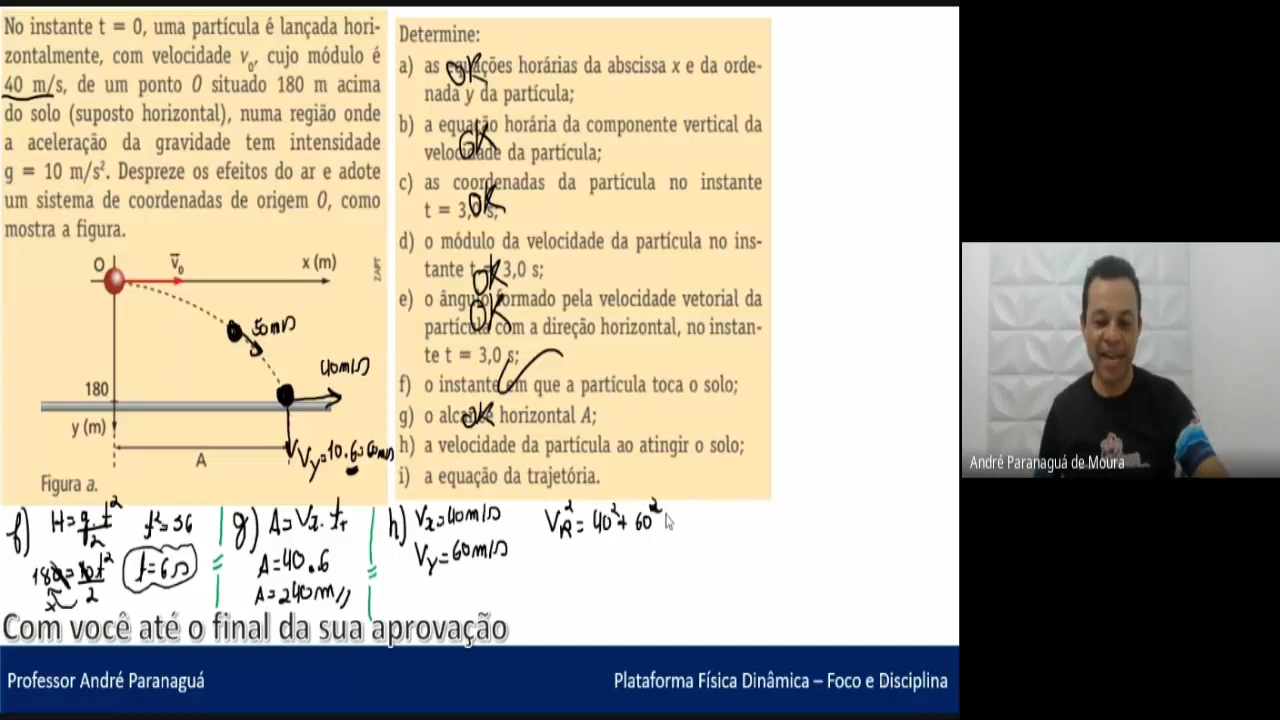 No instante t = 0, uma partícula é lançada hori-
zontalmente, com velocidade v0, cujo módulo é
40 m/s, de um ponto O situado 180 m acima
do solo (suposto horizontal), numa região onde
a aceleração da gravidade tem intensidade
g = 10 m/s². Despreze os efeitos do ar e adote
um sistema de coordenadas de origem O, como
mostra a figura.
O
V0
x (m)
ZAPT
50m/s
40m/s
180
y (m)
A
Vy=10.6=60m/s
Figura a.
Determine:
a) as equações horárias da abscissa x e da orde-
nada y da partícula;
OK
b) a equação horária da componente vertical da
velocidade da partícula;
OK
c) as coordenadas da partícula no instante
t = 3,0 s;
OK
d) o módulo da velocidade da partícula no ins-
tante t = 3,0 s;
OK
e) o ângulo formado pela velocidade vetorial da
partícula com a direção horizontal, no instan-
te t = 3,0 s;
OK
f) o instante em que a partícula toca o solo;
g) o alcance horizontal A;
OK
h) a velocidade da partícula ao atingir o solo;
i) a equação da trajetória.
f) H=g.t²/2
180=10t²/2
t²=36
t=6s
g) A=Vx.tT
A=40.6
A=240m//
h) Vx=40m/s
Vy=60m/s
VR²=40²+60²
Com você até o final da sua aprovação
Professor André Paranaguá
Plataforma Física Dinâmica – Foco e Disciplina
André Paranaguá de Moura